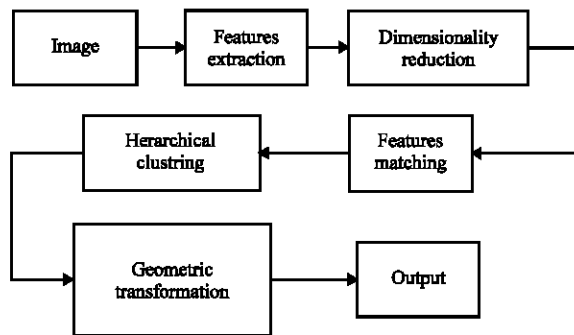 Image
Features
extraction
Dimensionality
reduction
Features
matching
Herarchical
clustring
Geometric
transformation
Output